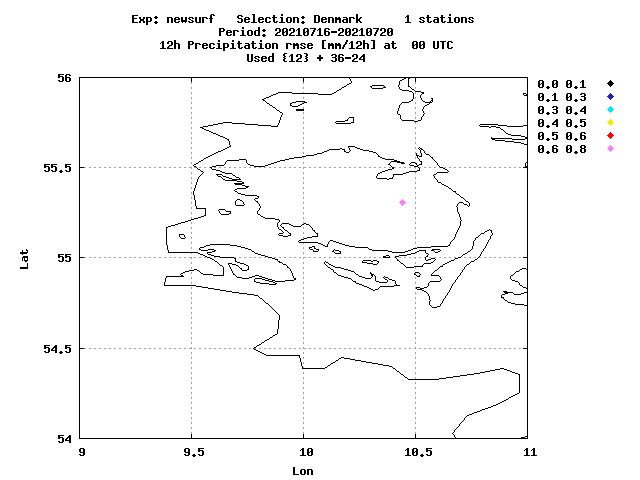 Exp: newsurf Selection: Denmark 1 stations
Period: 20210716-20210720
12h Precipitation rmse [mm/12h] at 00 UTC
Used {12} + 36-24
56
55.5
55
54.5
54
Lat
9
9.5
10
10.5
11
Lon
0.0 0.1
0.1 0.3
0.3 0.4
0.4 0.5
0.5 0.6
0.6 0.8